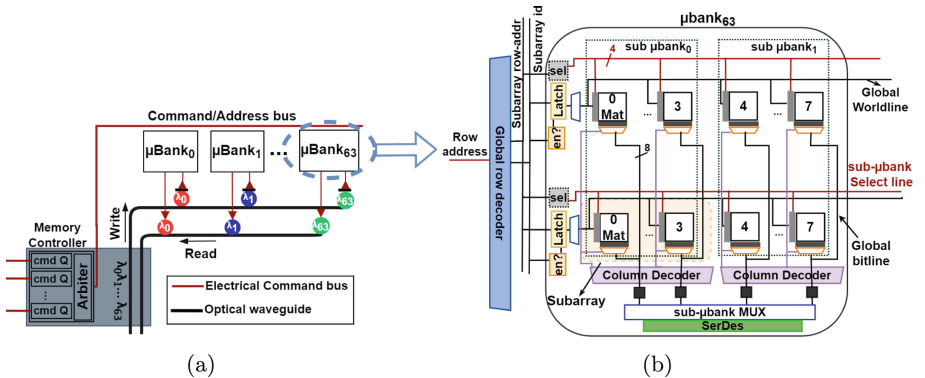 Command/Address bus
µBank0
µBank1
...
µBank63
λ0
λ1
λ63
λ0
λ1
λ63
Write
Read
Memory
Controller
cmd Q
cmd Q
...
cmd Q
Arbiter
λ0λ1... λ63
Electrical Command bus
Optical waveguide
(a)
Row
address
Global row decoder
Subarray row-addr
Subarray id
µbank63
sub µbank0
sub µbank1
4
sel
Latch
en?
0
Mat
...
3
4
...
7
8
Global
Worldline
sub-µbank
Select line
sel
Latch
en?
0
Mat
...
3
4
...
7
Global
bitline
Subarray
Column Decoder
Column Decoder
sub-µbank MUX
SerDes
(b)